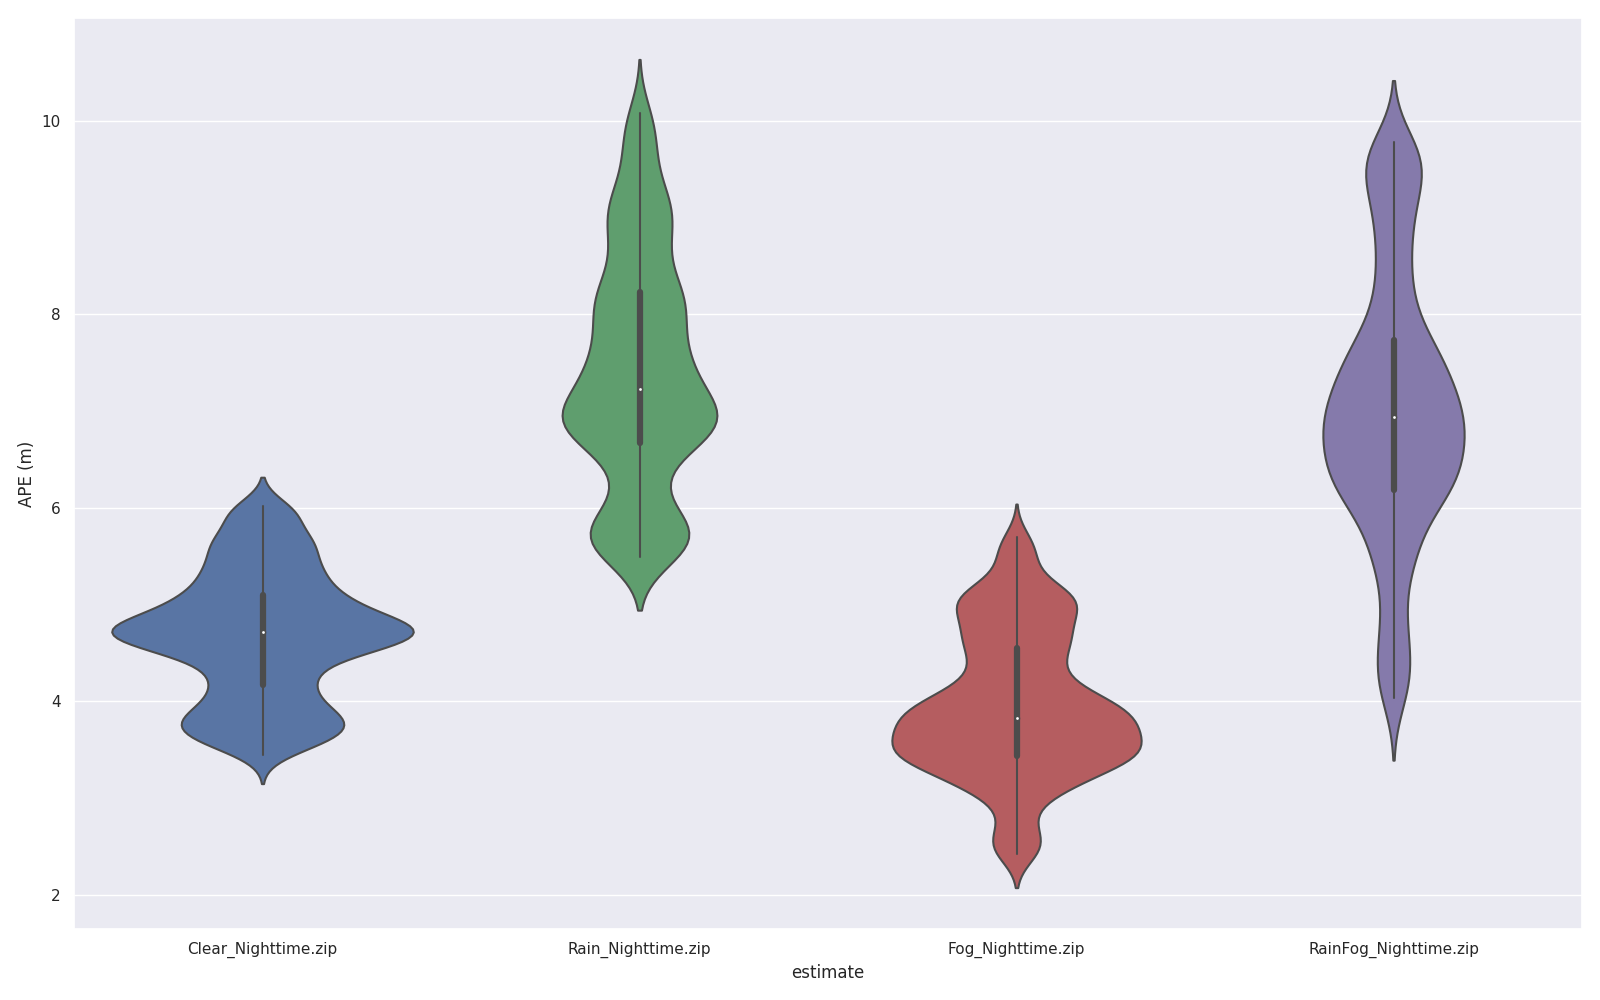 APE (m)
10
8
6
4
2
Clear_Nighttime.zip
Rain_Nighttime.zip
Fog_Nighttime.zip
RainFog_Nighttime.zip
estimate